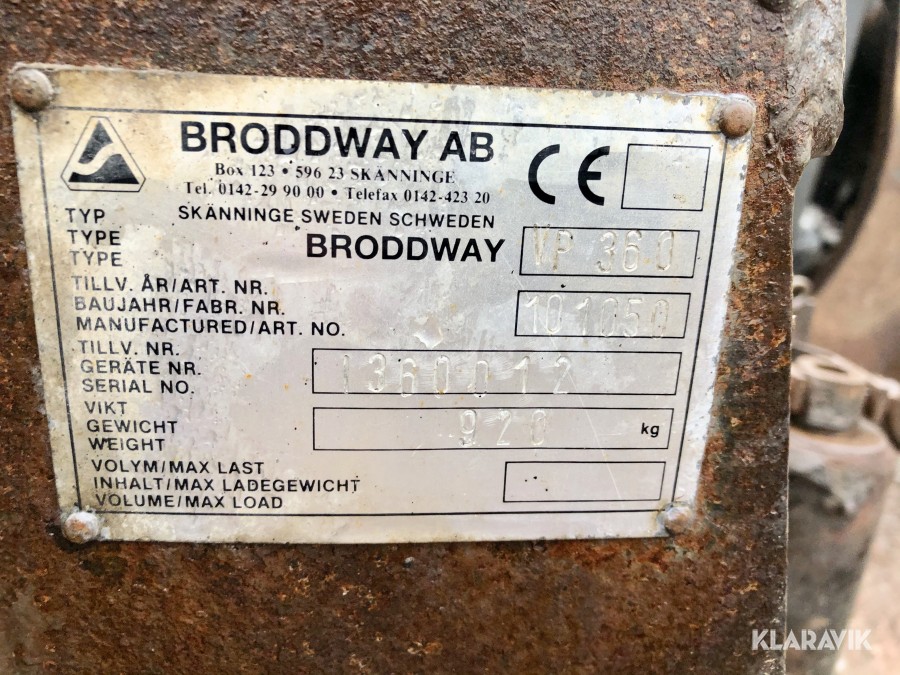 BRODDWAY AB
Box 123 • 596 23 SKÄNNINGE
Tel. 0142-29 90 00 • Telefax 0142-423 20
SKÄNNINGE SWEDEN SCHWEDEN
CE
TYP
TYPE
TYPE
BRODDWAY VP 360
TILLV. ÅR/ART. NR.
BAUJAHR/FABR. NR.
MANUFACTURED/ART. NO.
101050
TILLV. NR.
GERÄTE NR.
SERIAL NO.
1360012
VIKT
GEWICHT
WEIGHT
920 kg
VOLYM/MAX LAST
INHALT/MAX LADEGEWICHT
VOLUME/MAX LOAD
KLARAVIK